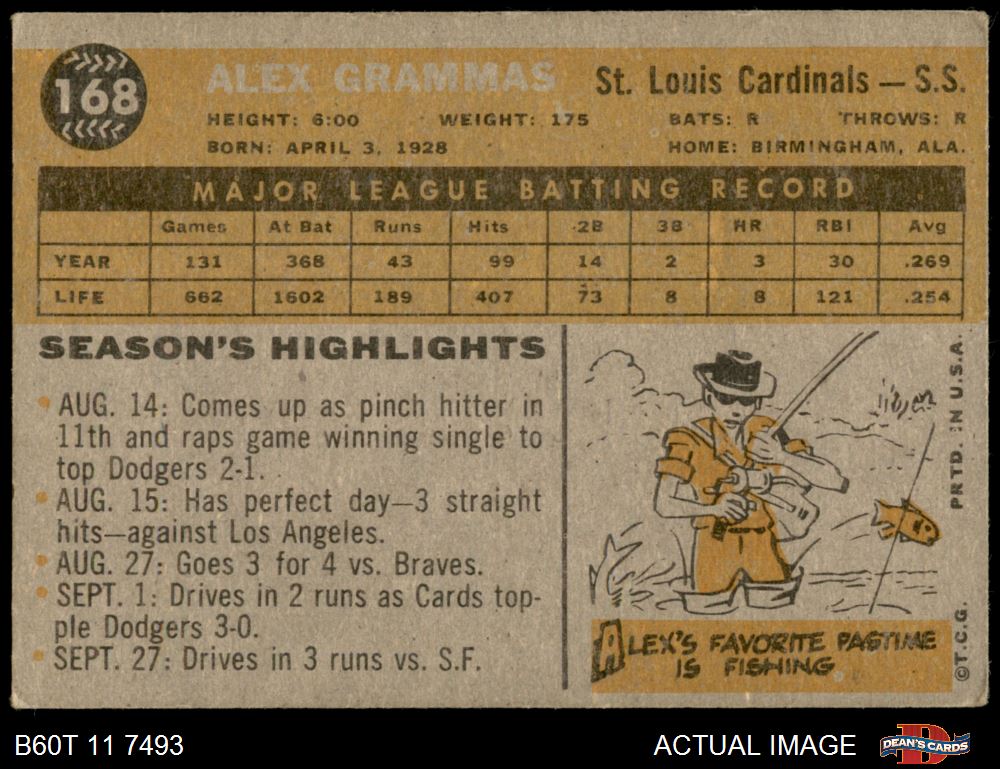 168
ALEX GRAMMAS St. Louis Cardinals — S.S.
HEIGHT: 6:00 WEIGHT: 175 BATS: R THROWS: R
BORN: APRIL 3, 1928 HOME: BIRMINGHAM, ALA.
MAJOR LEAGUE BATTING RECORD
Games At Bat Runs Hits 2B 3B HR RBI Avg
YEAR 131 368 43 99 14 2 3 30 .269
LIFE 662 1602 189 407 73 8 8 121 .254
SEASON'S HIGHLIGHTS
AUG. 14: Comes up as pinch hitter in
11th and raps game winning single to
top Dodgers 2-1.
AUG. 15: Has perfect day—3 straight
hits—against Los Angeles.
AUG. 27: Goes 3 for 4 vs. Braves.
SEPT. 1: Drives in 2 runs as Cards top-
ple Dodgers 3-0.
SEPT. 27: Drives in 3 runs vs. S.F.
ALEX'S FAVORITE PASTIME
IS FISHING.
©T.C.G. PRTD. IN U.S.A.
B60T 11 7493 ACTUAL IMAGE
B
DEAN'S CARDS